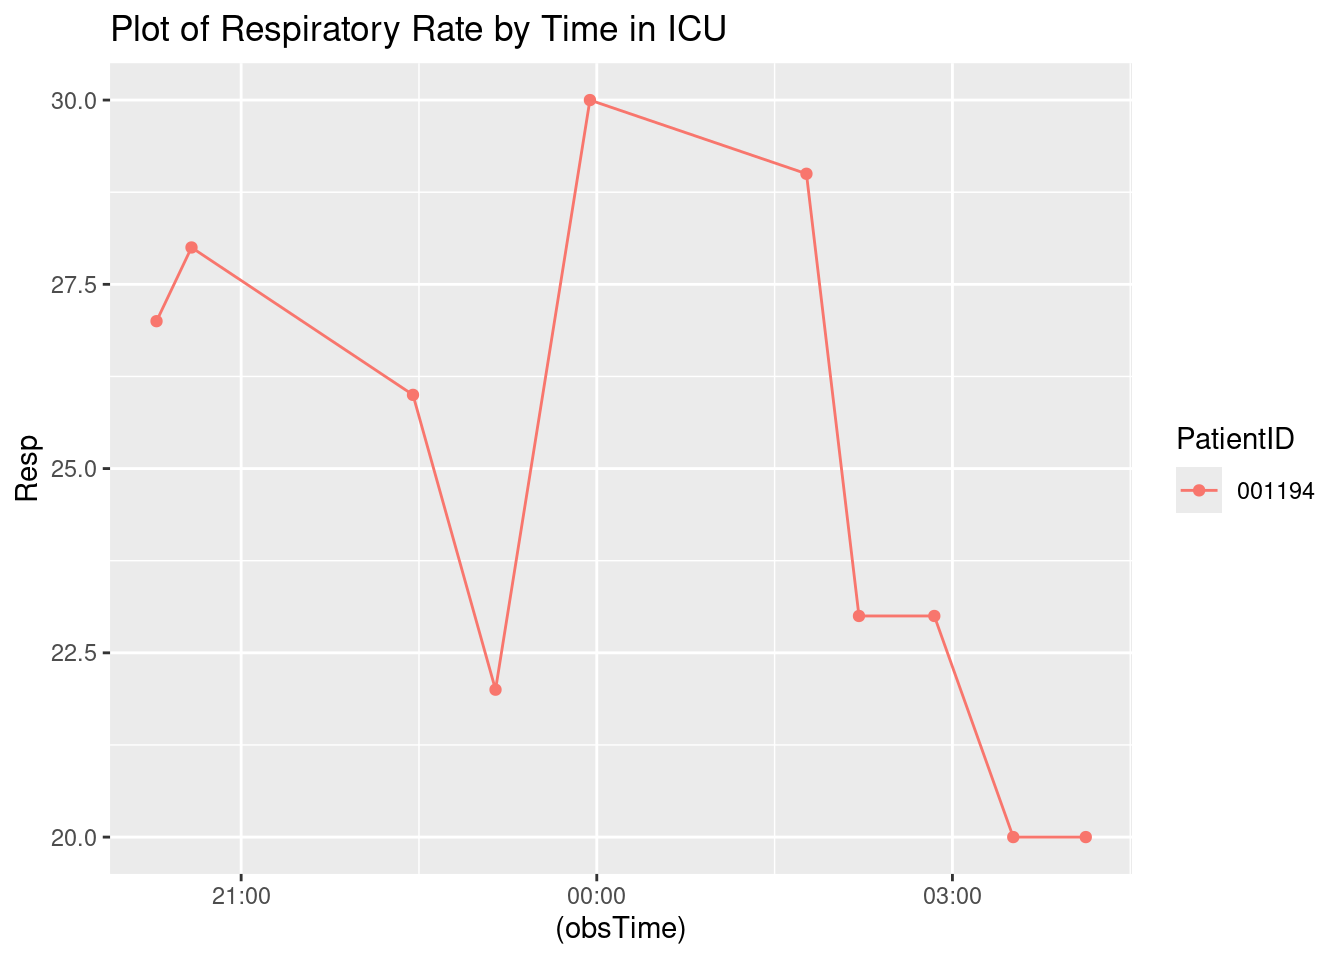 Plot of Respiratory Rate by Time in ICU
30.0
27.5
25.0
22.5
20.0
Resp
21:00 00:00 03:00
(obsTime)
PatientID
001194